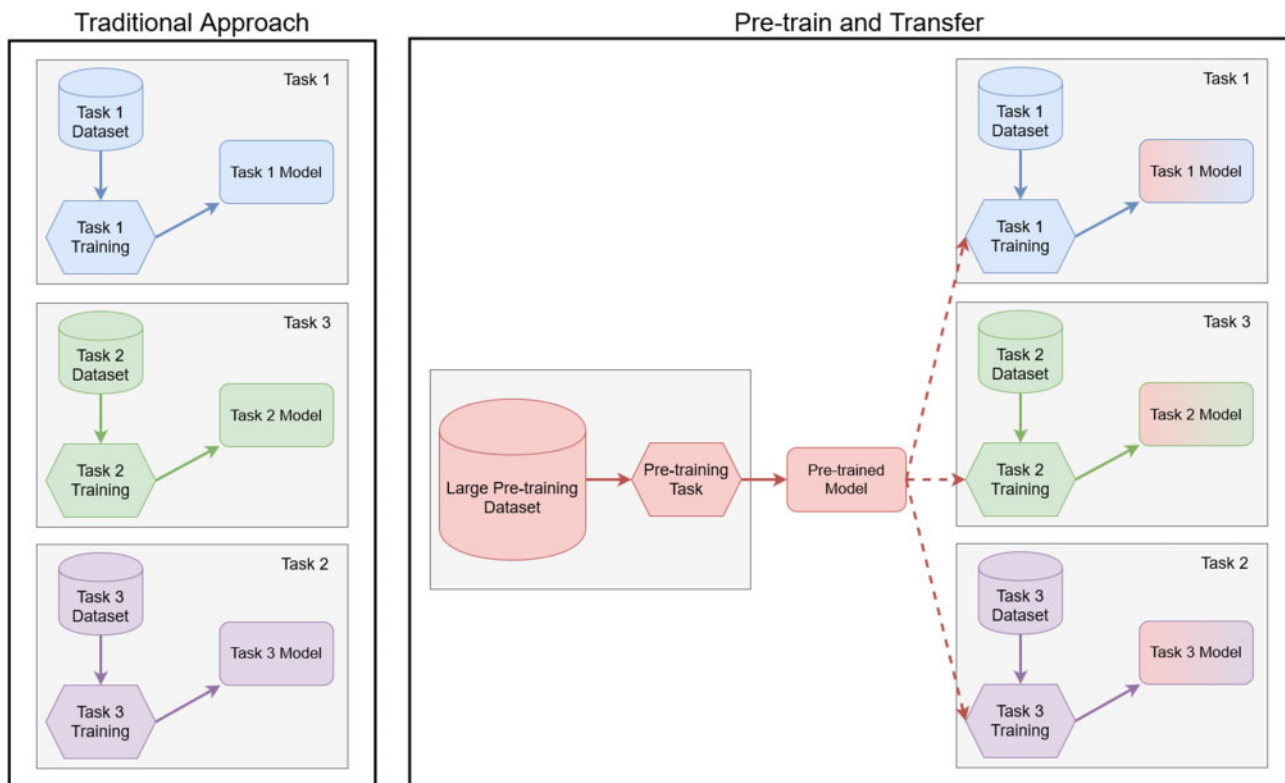 Traditional Approach
Task 1
Task 1
Dataset
Task 1 Model
Task 1
Training
Task 3
Task 2
Dataset
Task 2 Model
Task 2
Training
Task 2
Task 3
Dataset
Task 3 Model
Task 3
Training
Pre-train and Transfer
Large Pre-training
Dataset
Pre-training
Task
Pre-trained
Model
Task 1
Task 1
Dataset
Task 1 Model
Task 1
Training
Task 3
Task 2
Dataset
Task 2 Model
Task 2
Training
Task 2
Task 3
Dataset
Task 3 Model
Task 3
Training